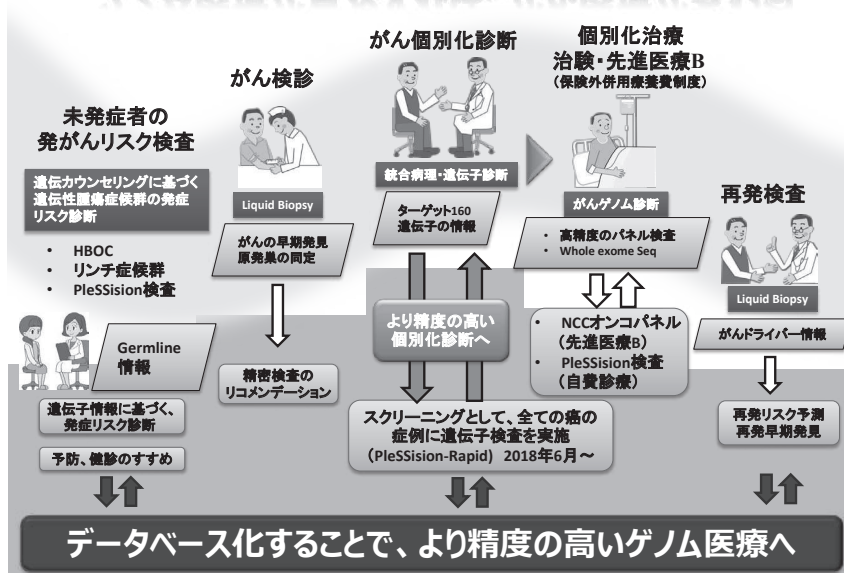 未発症者の
発がんリスク検査
遺伝カウンセリングに基づく
遺伝性腫瘍症候群の発症
リスク診断
• HBOC
• リンチ症候群
• PleSSision検査
Germline
情報
遺伝子情報に基づく、
発症リスク診断
予防、健診のすすめ
がん検診
Liquid Biopsy
がんの早期発見
原発巣の同定
精密検査の
リコメンデーション
がん個別化診断
統合病理・遺伝子診断
ターゲット160
遺伝子の情報
より精度の高い
個別化診断へ
スクリーニングとして、全ての癌の
症例に遺伝子検査を実施
(PleSSision-Rapid) 2018年6月～
個別化治療
治験・先進医療B
(保険外併用療養費制度)
がんゲノム診断
• 高精度のパネル検査
• Whole exome Seq
• NCCオンコパネル
(先進医療B)
• PleSSision検査
(自費診療)
再発検査
Liquid Biopsy
がんドライバー情報
再発リスク予測
再発早期発見
データベース化することで、より精度の高いゲノム医療へ